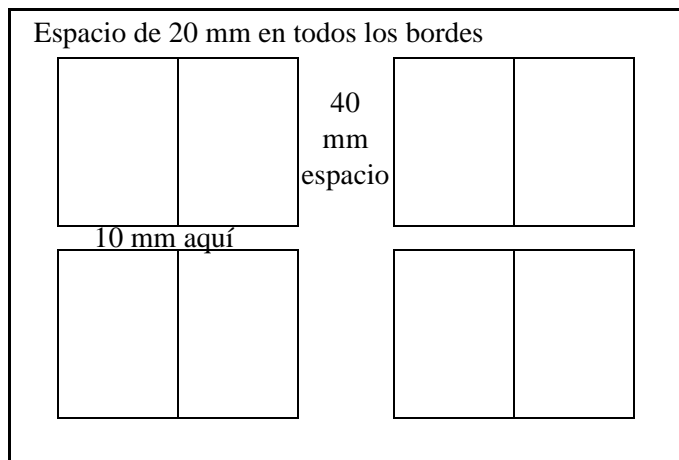 Espacio de 20 mm en todos los bordes
40
mm
espacio
10 mm aquí